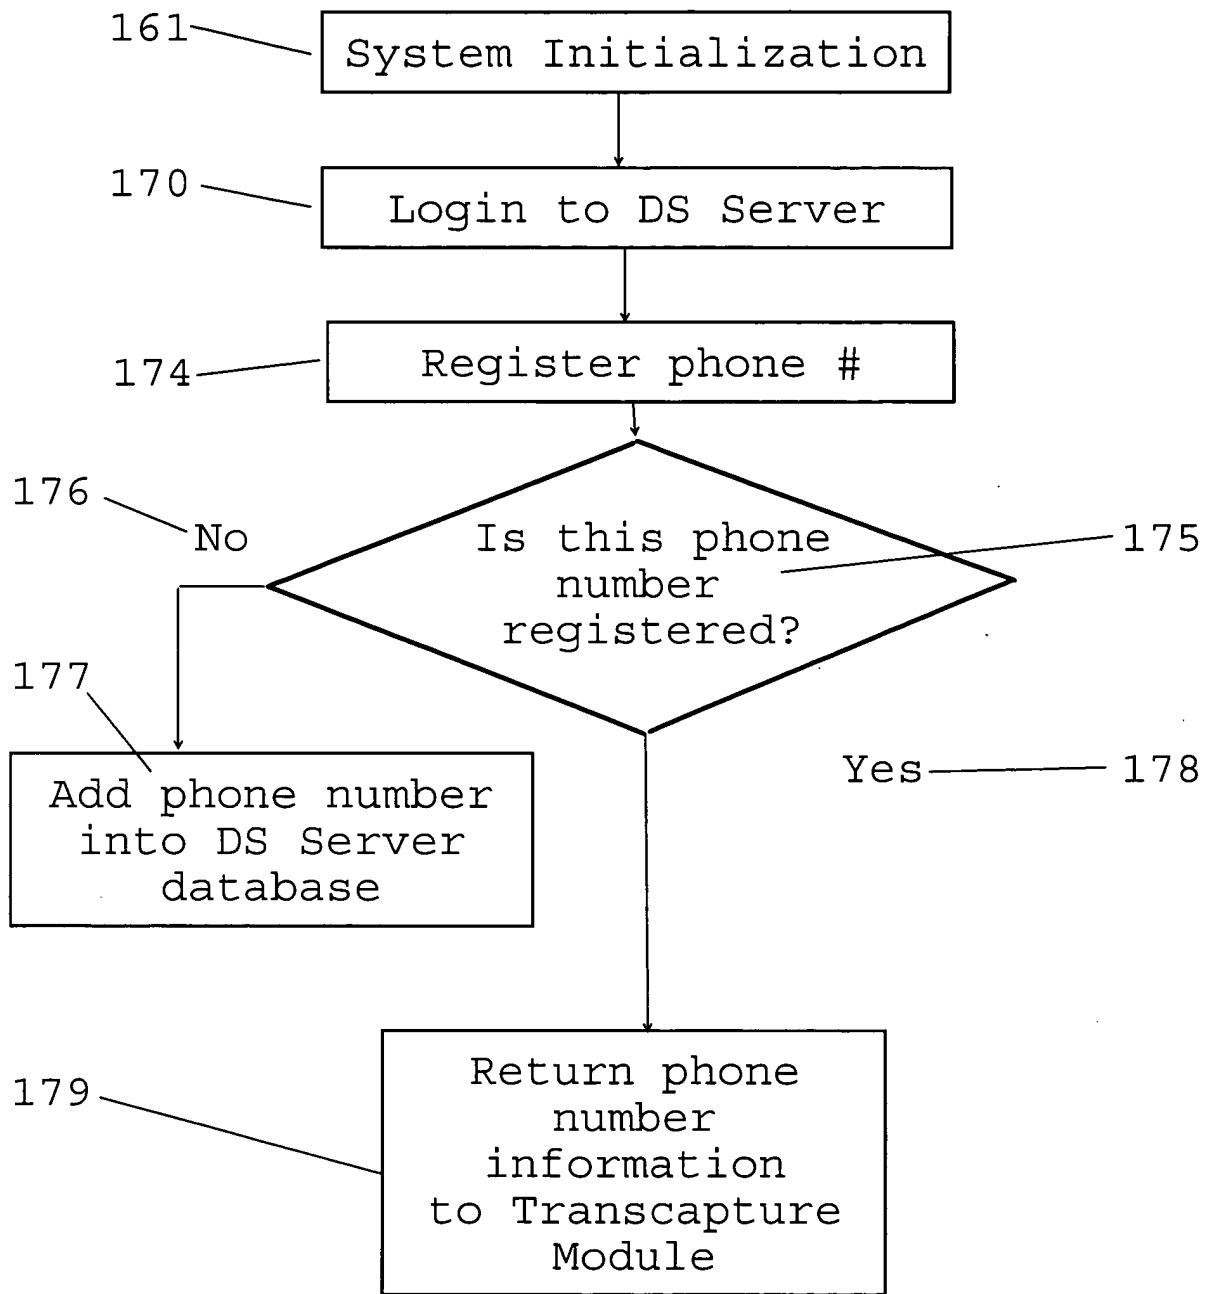 161
System Initialization
170
Login to DS Server
174
Register phone #
176
No
Is this phone
number
registered?
175
177
Add phone number
into DS Server
database
Yes
178
179
Return phone
number
information
to Transcapture
Module